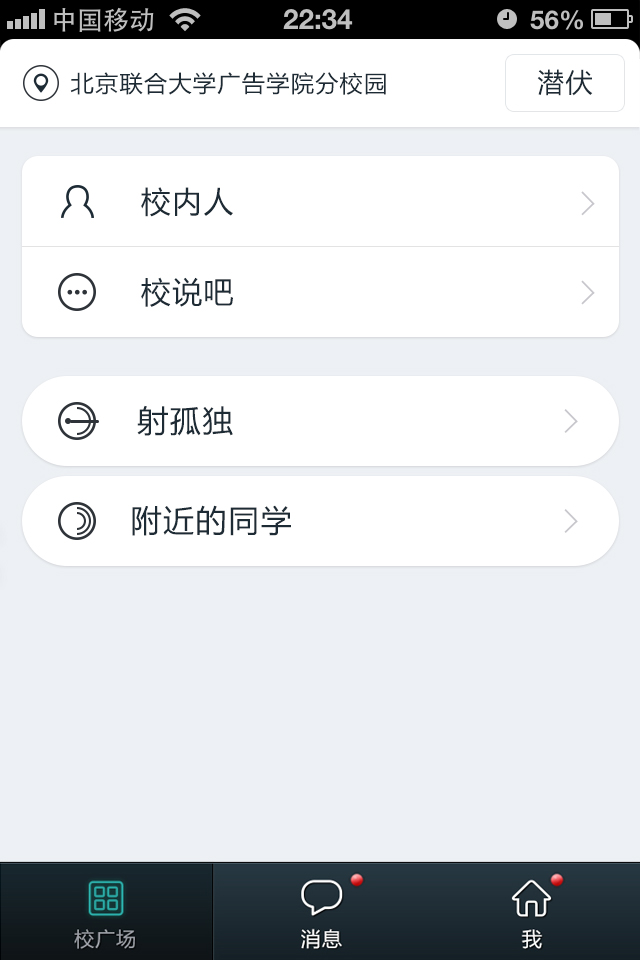 中国移动 22:34 56%
北京联合大学广告学院分校园 潜伏
校内人
校说吧
射孤独
附近的同学
校广场 消息 我